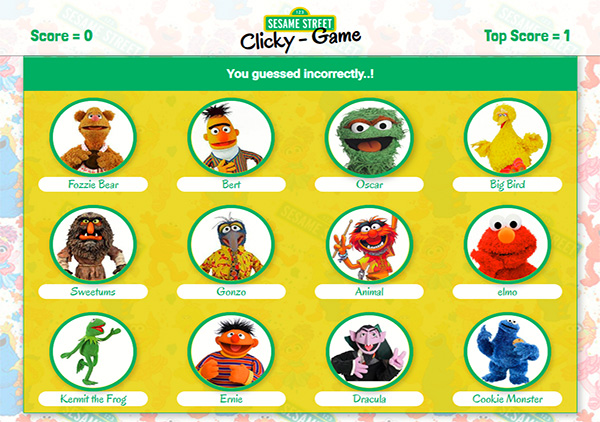 123
SESAME STREET
Score = 0
Clicky - Game
Top Score = 1
You guessed incorrectly..!
Fozzie Bear
Bert
Oscar
Big Bird
Sweetums
Gonzo
Animal
elmo
Kermit the Frog
Ernie
Dracula
Cookie Monster